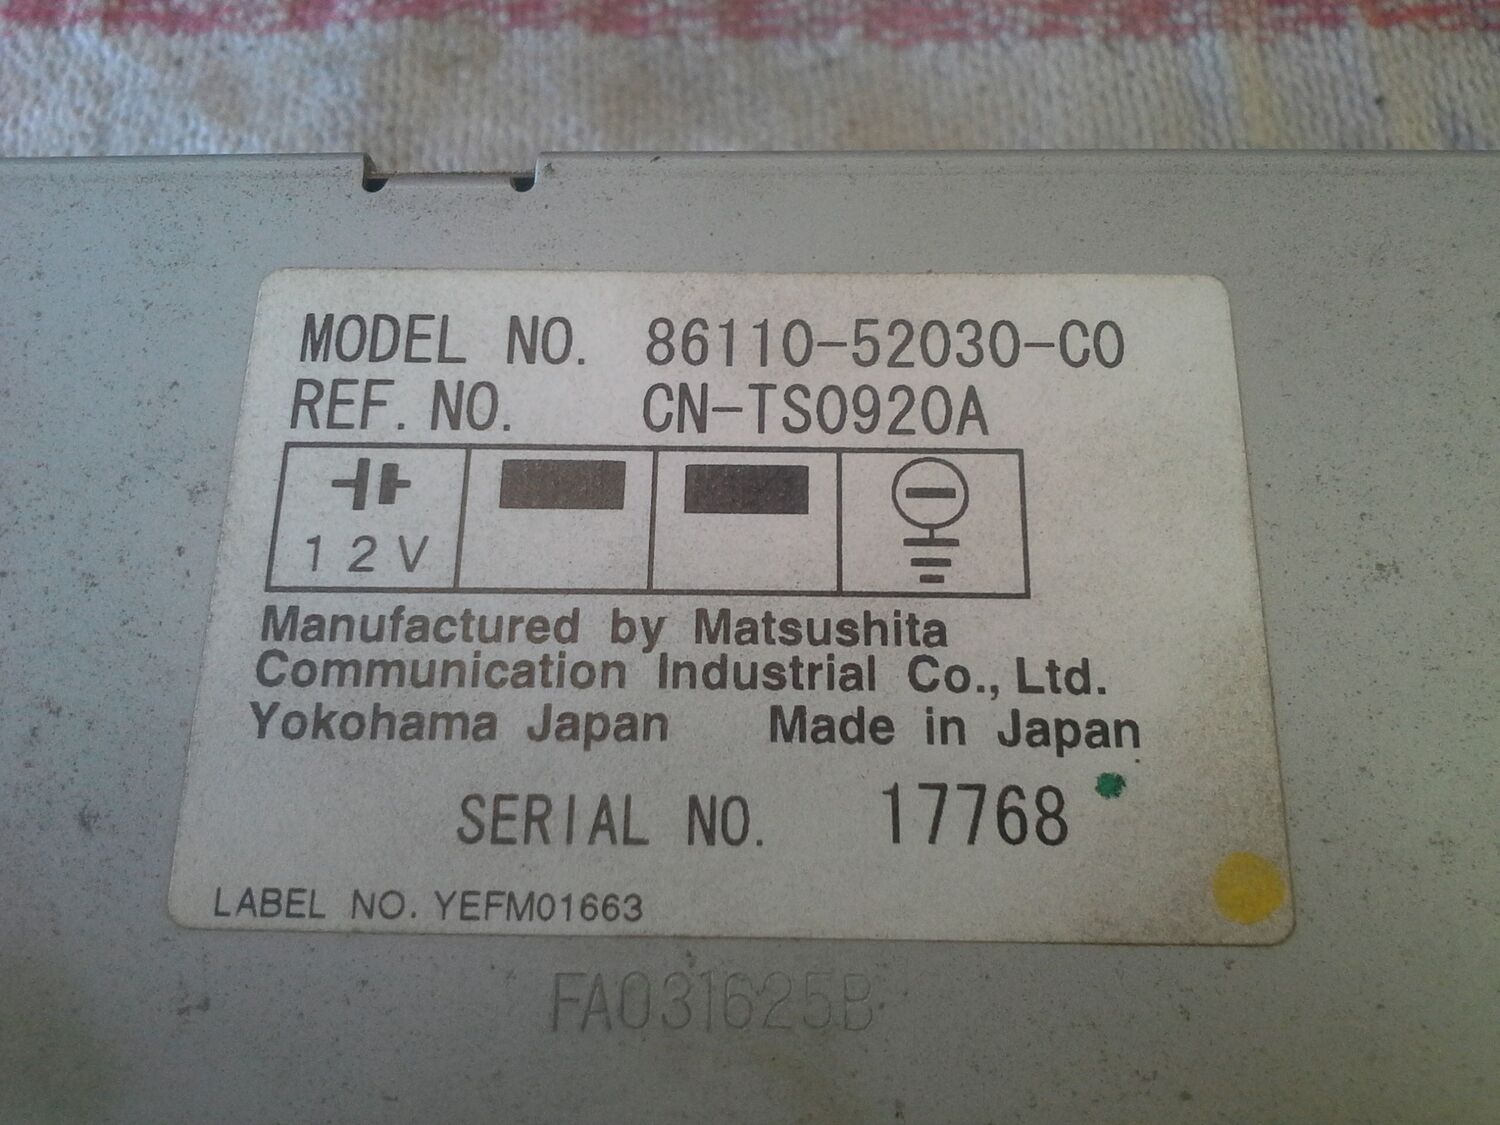 MODEL NO. 86110-52030-C0
REF. NO. CN-TS0920A
12V
Manufactured by Matsushita
Communication Industrial Co., Ltd.
Yokohama Japan Made in Japan
SERIAL NO. 17768
LABEL NO. YEFM01663
FA031625B